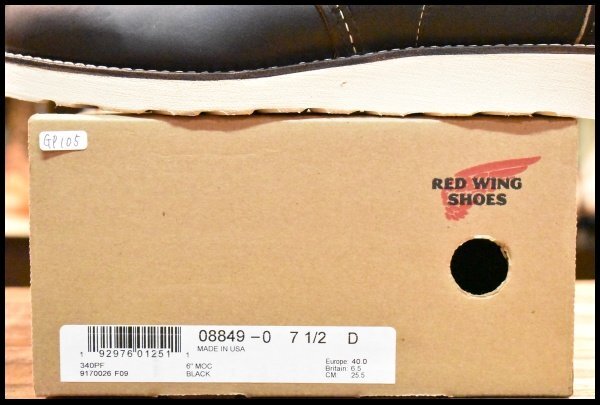 GP105
RED WING
SHOES
08849-0 7 1/2 D
MADE IN USA
1 92976 01251 1
340PF 6" MOC
9170026 F09 BLACK
Europe: 40.0
Britain: 6.5
CM: 25.5